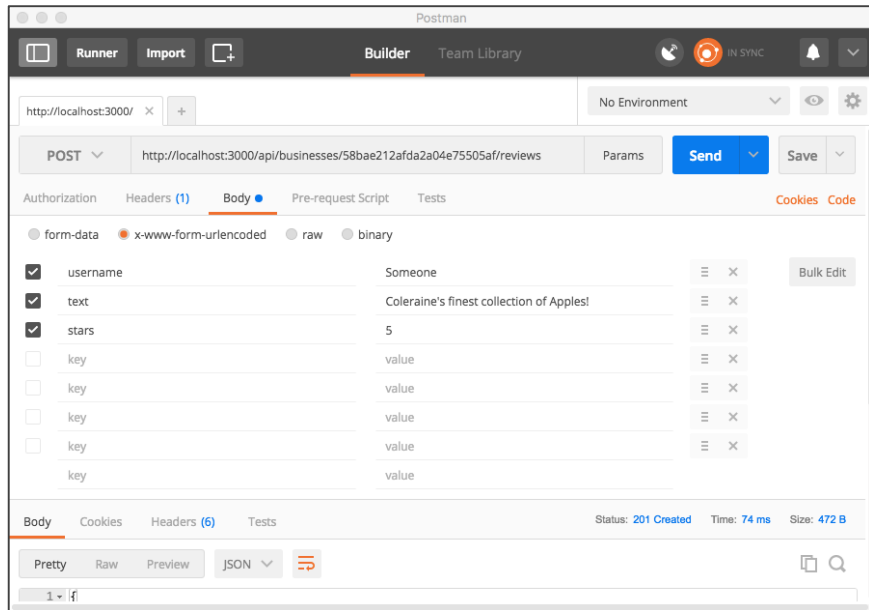 Postman
Runner Import Builder Team Library IN SYNC
http://localhost:3000/ No Environment
POST http://localhost:3000/api/businesses/58bae212afda2a04e75505af/reviews Params Send Save
Authorization Headers (1) Body Pre-request Script Tests Cookies Code
form-data x-www-form-urlencoded raw binary
username Someone Bulk Edit
text Coleraine's finest collection of Apples!
stars 5
key value
key value
key value
key value
key value
Body Cookies Headers (6) Tests Status: 201 Created Time: 74 ms Size: 472 B
Pretty Raw Preview JSON
1 {